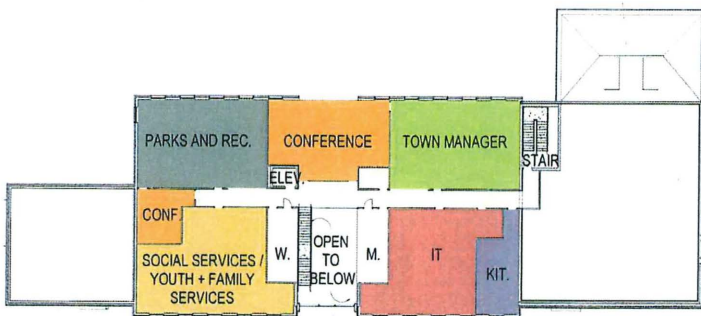 PARKS AND REC.
CONFERENCE
TOWN MANAGER
ELEV.
STAIR
CONF.
W.
OPEN
TO
BELOW
M.
IT
KIT.
SOCIAL SERVICES /
YOUTH + FAMILY
SERVICES